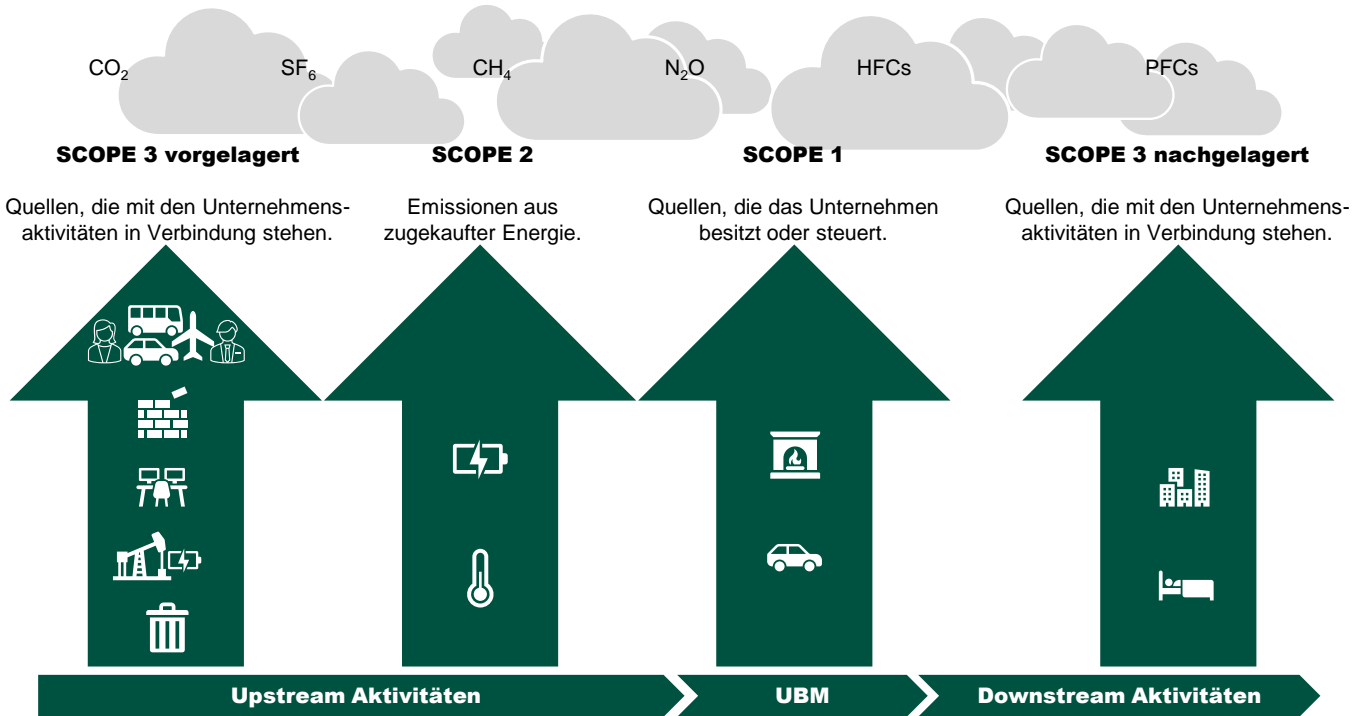 CO₂ SF₆ CH₄ N₂O HFCs PFCs
SCOPE 3 vorgelagert
Quellen, die mit den Unternehmens-
aktivitäten in Verbindung stehen.
SCOPE 2
Emissionen aus
zugekaufter Energie.
SCOPE 1
Quellen, die das Unternehmen
besitzt oder steuert.
SCOPE 3 nachgelagert
Quellen, die mit den Unternehmens-
aktivitäten in Verbindung stehen.
Upstream Aktivitäten
UBM
Downstream Aktivitäten